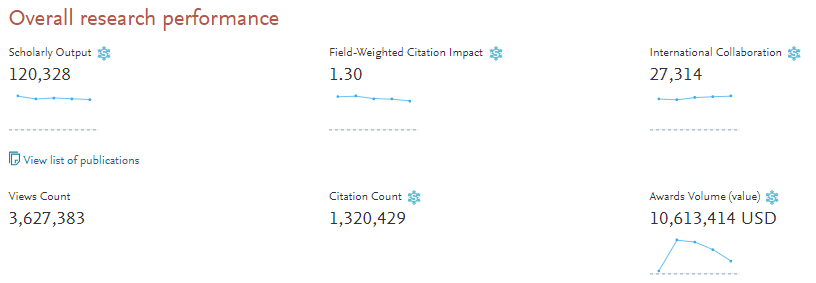 Overall research performance
Scholarly Output
120,328
Field-Weighted Citation Impact
1.30
International Collaboration
27,314
View list of publications
Views Count
3,627,383
Citation Count
1,320,429
Awards Volume (value)
10,613,414 USD